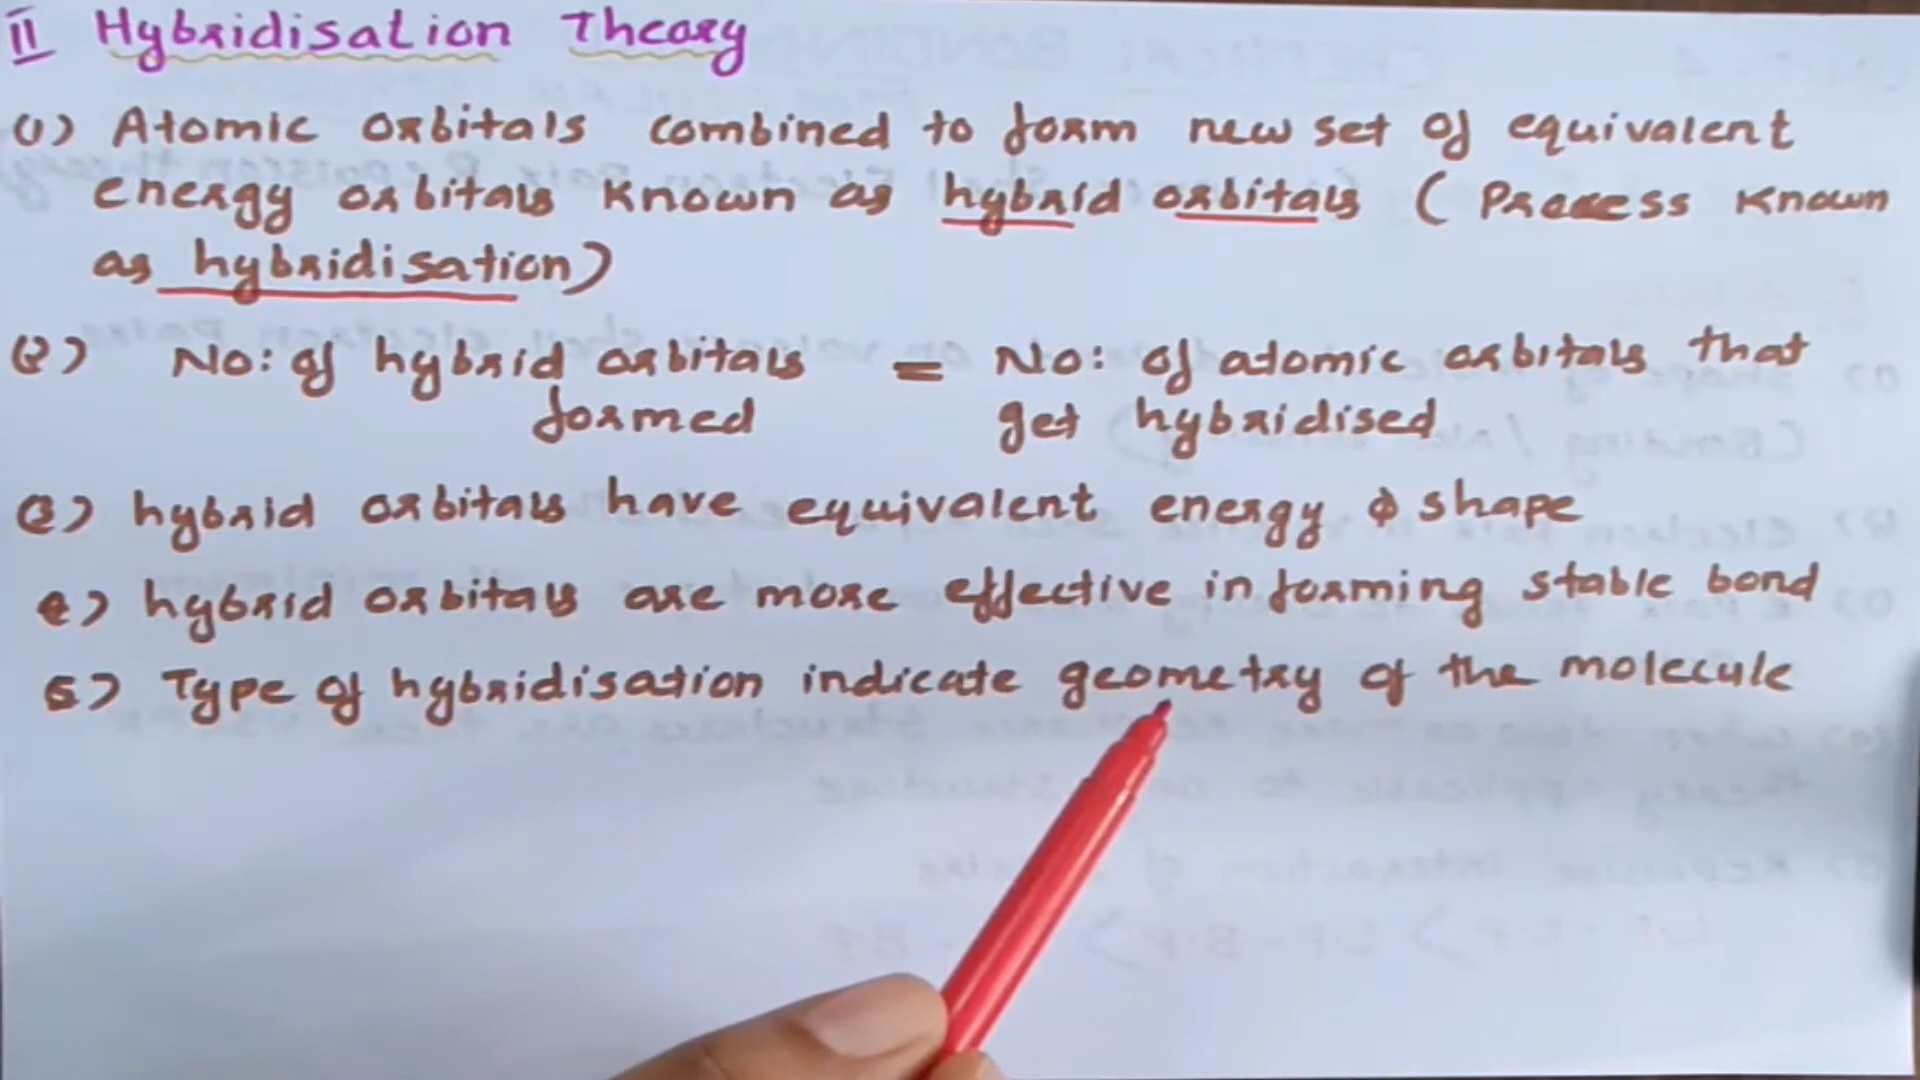 II Hybridisation Theory
(1) Atomic orbitals combined to form new set of equivalent
energy orbitals known as hybrid orbitals (Process known
as hybridisation)
(2) No: of hybrid orbitals = No: of atomic orbitals that
formed get hybridised
(3) hybrid orbitals have equivalent energy & shape
4) hybrid orbitals are more effective in forming stable bond
5) Type of hybridisation indicate geometry of the molecule